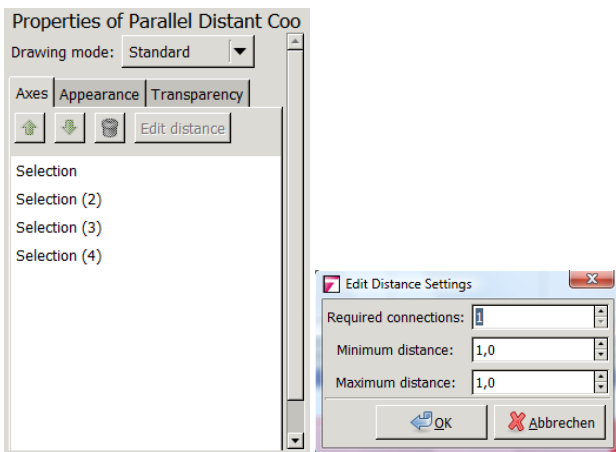 Properties of Parallel Distant Coo
Drawing mode: Standard
Axes Appearance Transparency
Edit distance
Selection
Selection (2)
Selection (3)
Selection (4)
Edit Distance Settings
Required connections: 1
Minimum distance: 1,0
Maximum distance: 1,0
OK Abbrechen